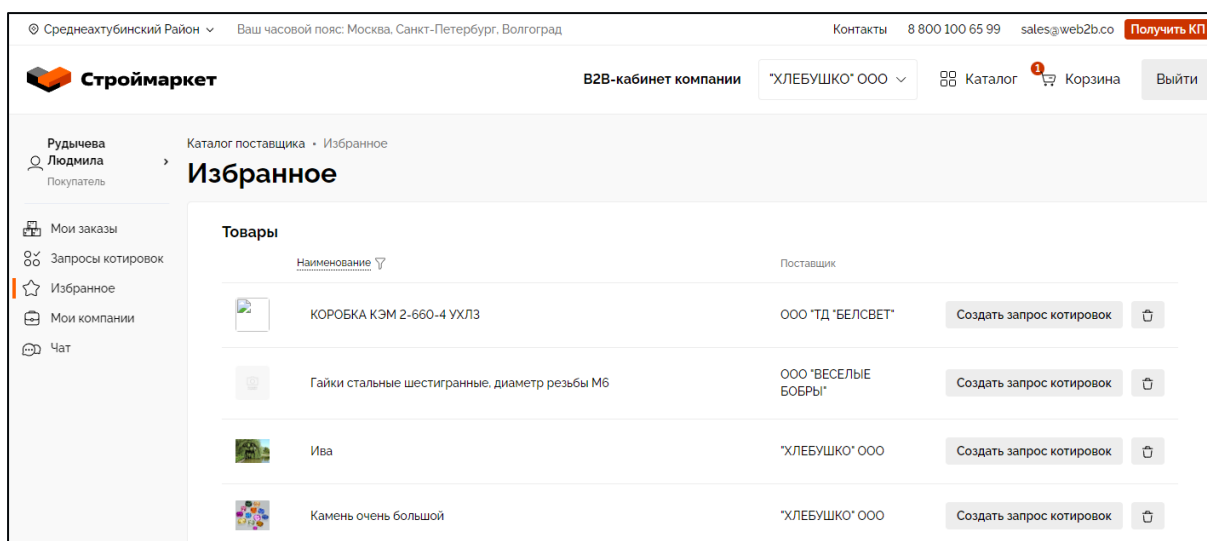 Среднеахтубинский Район Ваш часовой пояс: Москва, Санкт-Петербург, Волгоград Контакты 8 800 100 65 99 sales@web2b.co Получить КП
Строймаркет B2B-кабинет компании "ХЛЕБУШКО" ООО Каталог 1 Корзина Выйти
Рудычева
Людмила
Покупатель
Каталог поставщика • Избранное
Избранное
Мои заказы
Запросы котировок
Избранное
Мои компании
Чат
Товары
Наименование Поставщик
КОРОБКА КЭМ 2-660-4 УХЛ3 ООО "ТД "БЕЛСВЕТ" Создать запрос котировок
Гайки стальные шестигранные, диаметр резьбы М6 ООО "ВЕСЕЛЫЕ
БОБРЫ" Создать запрос котировок
Ива "ХЛЕБУШКО" ООО Создать запрос котировок
Камень очень большой "ХЛЕБУШКО" ООО Создать запрос котировок